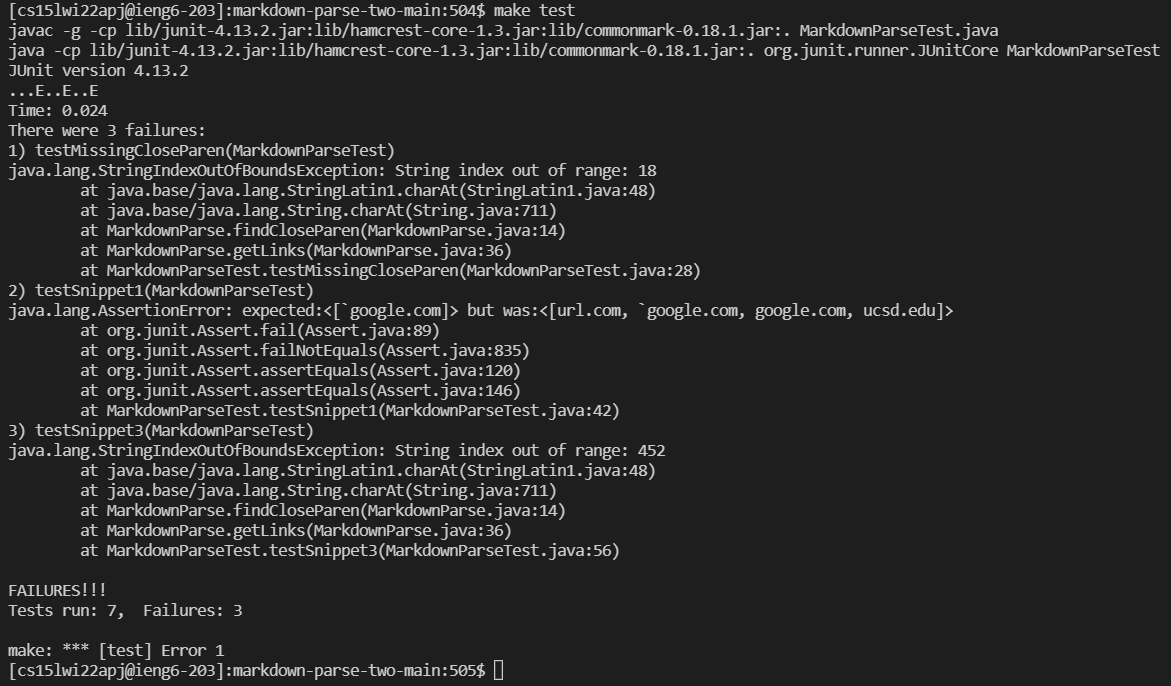 [cs15lwi22apj@ieng6-203]:markdown-parse-two-main:504$ make test
javac -g -cp lib/junit-4.13.2.jar:lib/hamcrest-core-1.3.jar:lib/commonmark-0.18.1.jar:. MarkdownParseTest.java
java -cp lib/junit-4.13.2.jar:lib/hamcrest-core-1.3.jar:lib/commonmark-0.18.1.jar:. org.junit.runner.JUnitCore MarkdownParseTest
JUnit version 4.13.2
...E..E..E
Time: 0.024
There were 3 failures:
1) testMissingCloseParen(MarkdownParseTest)
java.lang.StringIndexOutOfBoundsException: String index out of range: 18
        at java.base/java.lang.StringLatin1.charAt(StringLatin1.java:48)
        at java.base/java.lang.String.charAt(String.java:711)
        at MarkdownParse.findCloseParen(MarkdownParse.java:14)
        at MarkdownParse.getLinks(MarkdownParse.java:36)
        at MarkdownParseTest.testMissingCloseParen(MarkdownParseTest.java:28)
2) testSnippet1(MarkdownParseTest)
java.lang.AssertionError: expected:<[`google.com]> but was:<[url.com, `google.com, google.com, ucsd.edu]>
        at org.junit.Assert.fail(Assert.java:89)
        at org.junit.Assert.failNotEquals(Assert.java:835)
        at org.junit.Assert.assertEquals(Assert.java:120)
        at org.junit.Assert.assertEquals(Assert.java:146)
        at MarkdownParseTest.testSnippet1(MarkdownParseTest.java:42)
3) testSnippet3(MarkdownParseTest)
java.lang.StringIndexOutOfBoundsException: String index out of range: 452
        at java.base/java.lang.StringLatin1.charAt(StringLatin1.java:48)
        at java.base/java.lang.String.charAt(String.java:711)
        at MarkdownParse.findCloseParen(MarkdownParse.java:14)
        at MarkdownParse.getLinks(MarkdownParse.java:36)
        at MarkdownParseTest.testSnippet3(MarkdownParseTest.java:56)

FAILURES!!!
Tests run: 7,  Failures: 3

make: *** [test] Error 1
[cs15lwi22apj@ieng6-203]:markdown-parse-two-main:505$